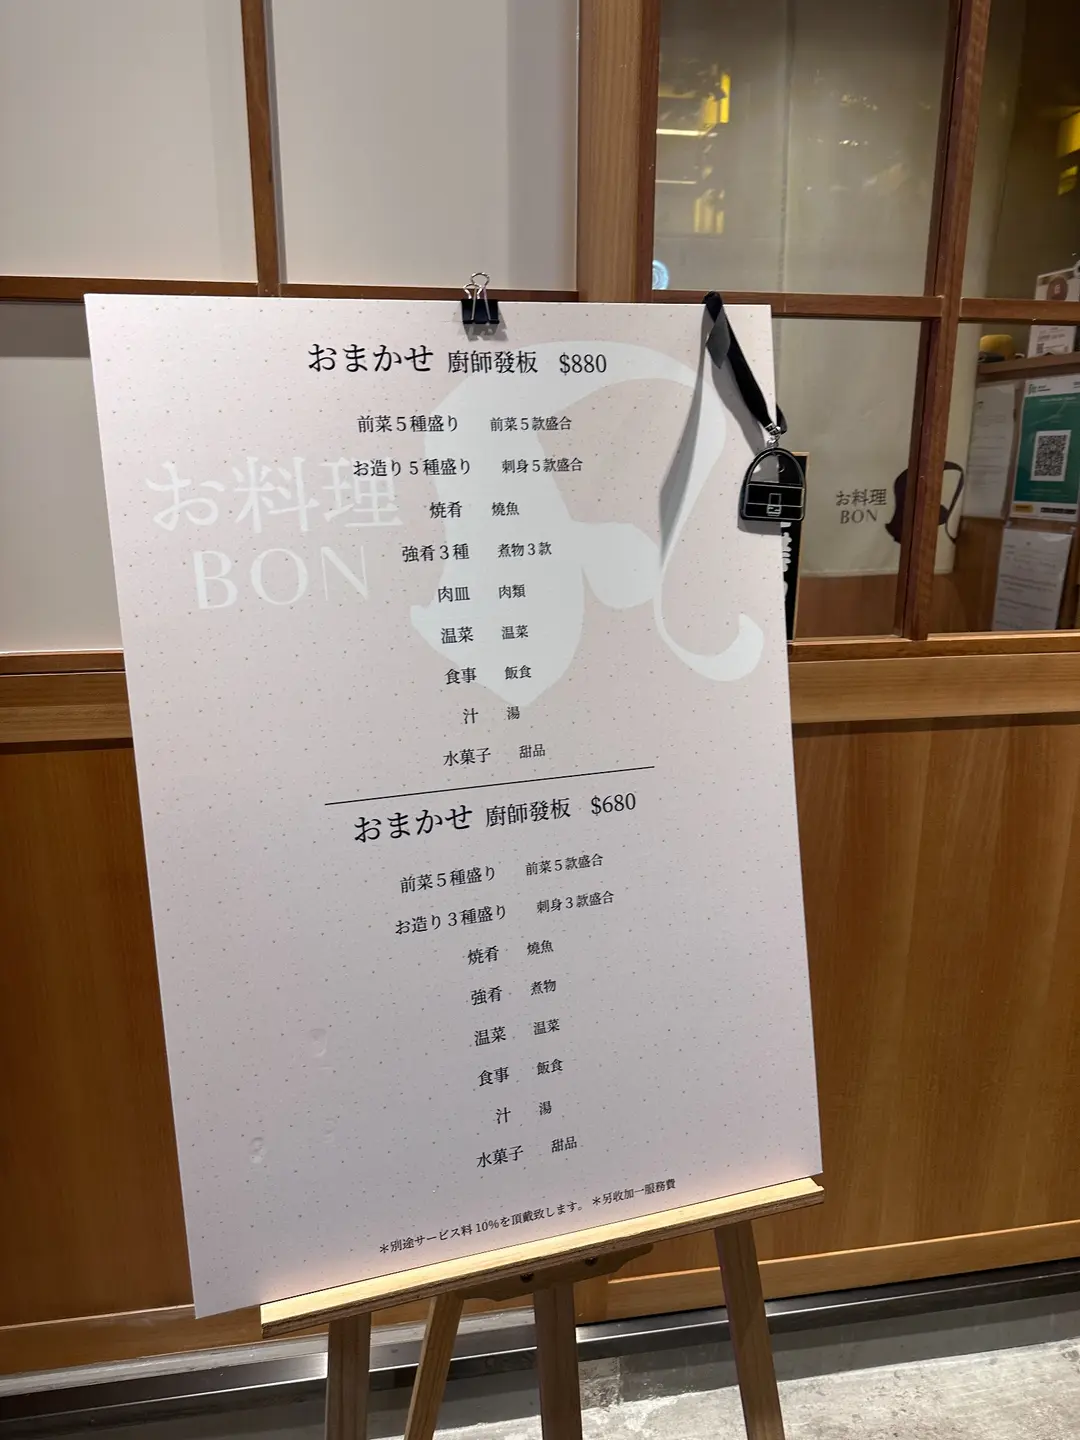 おまかせ 廚師發板 $880
前菜5種盛り 前菜5款盛合
お造り5種盛り 刺身5款盛合
焼肴 燒魚
強肴3種 煮物3款
肉皿 肉類
温菜 温菜
食事 飯食
汁 湯
水菓子 甜品
お料理
BON
おまかせ 廚師發板 $680
前菜5種盛り 前菜5款盛合
お造り3種盛り 刺身3款盛合
焼肴 燒魚
強肴 煮物
温菜 温菜
食事 飯食
汁 湯
水菓子 甜品
*別途サービス料10%を頂戴致します。 *另收加一服務費
お料理
BON